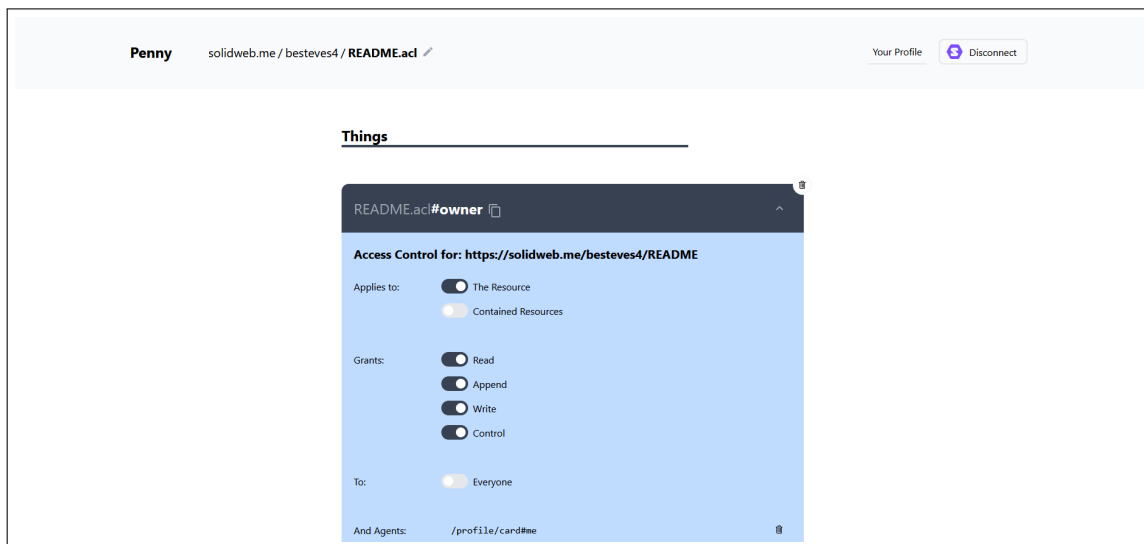 Penny solidweb.me / besteves4 / README.acl Your Profile Disconnect
Things
README.acl#owner
Access Control for: https://solidweb.me/besteves4/README
Applies to: The Resource
Contained Resources
Grants: Read
Append
Write
Control
To: Everyone
And Agents: /profile/card#me